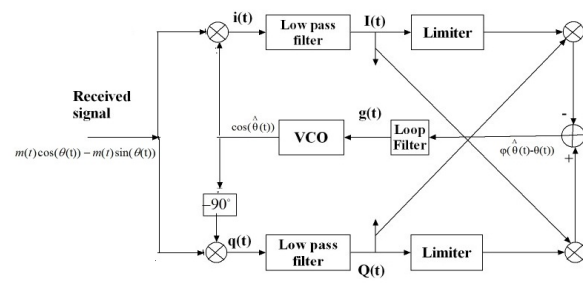 i(t)
Low pass
filter
I(t)
Limiter
Received
signal
m(t)cos(θ(t)) − m(t)sin(θ(t))
cos(θ̂(t))
VCO
g(t)
Loop
Filter
φ(θ̂(t)-θ(t))
-
+
−90°
q(t)
Low pass
filter
Q(t)
Limiter